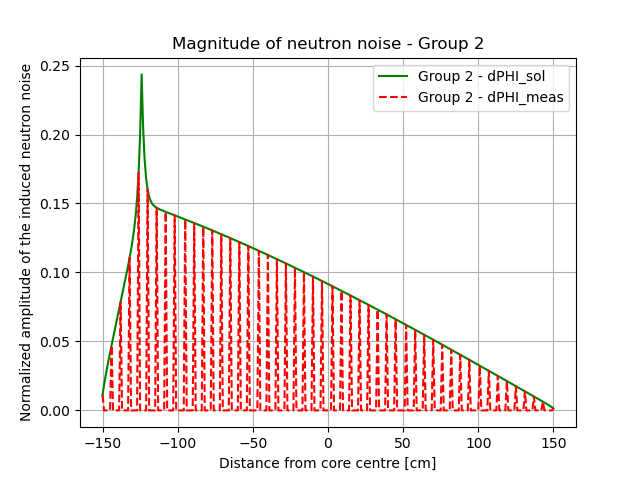 Magnitude of neutron noise - Group 2
Normalized amplitude of the induced neutron noise
0.25
0.20
0.15
0.10
0.05
0.00
Group 2 - dPHI_sol
Group 2 - dPHI_meas
−150
−100
−50
0
50
100
150
Distance from core centre [cm]